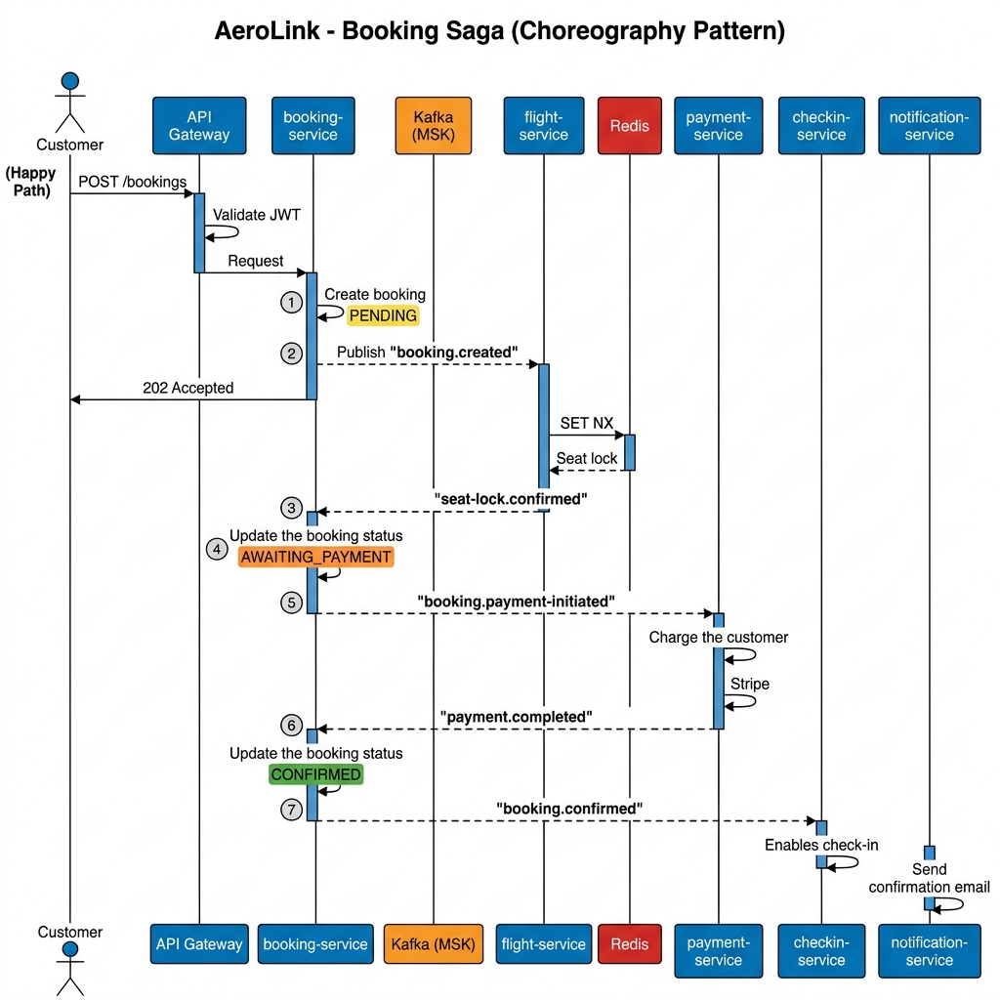 AeroLink - Booking Saga (Choreography Pattern)
Customer
API
Gateway
booking-
service
Kafka
(MSK)
flight-
service
Redis
payment-
service
checkin-
service
notification-
service
(Happy
Path)
POST /bookings
Validate JWT
Request
1
Create booking
PENDING
2
Publish "booking.created"
202 Accepted
SET NX
Seat lock
3
"seat-lock.confirmed"
4
Update the booking status
AWAITING_PAYMENT
5
"booking.payment-initiated"
Charge the customer
Stripe
6
"payment.completed"
Update the booking status
CONFIRMED
7
"booking.confirmed"
Enables check-in
Send
confirmation email
Customer
API Gateway
booking-service
Kafka (MSK)
flight-service
Redis
payment-
service
checkin-
service
notification-
service